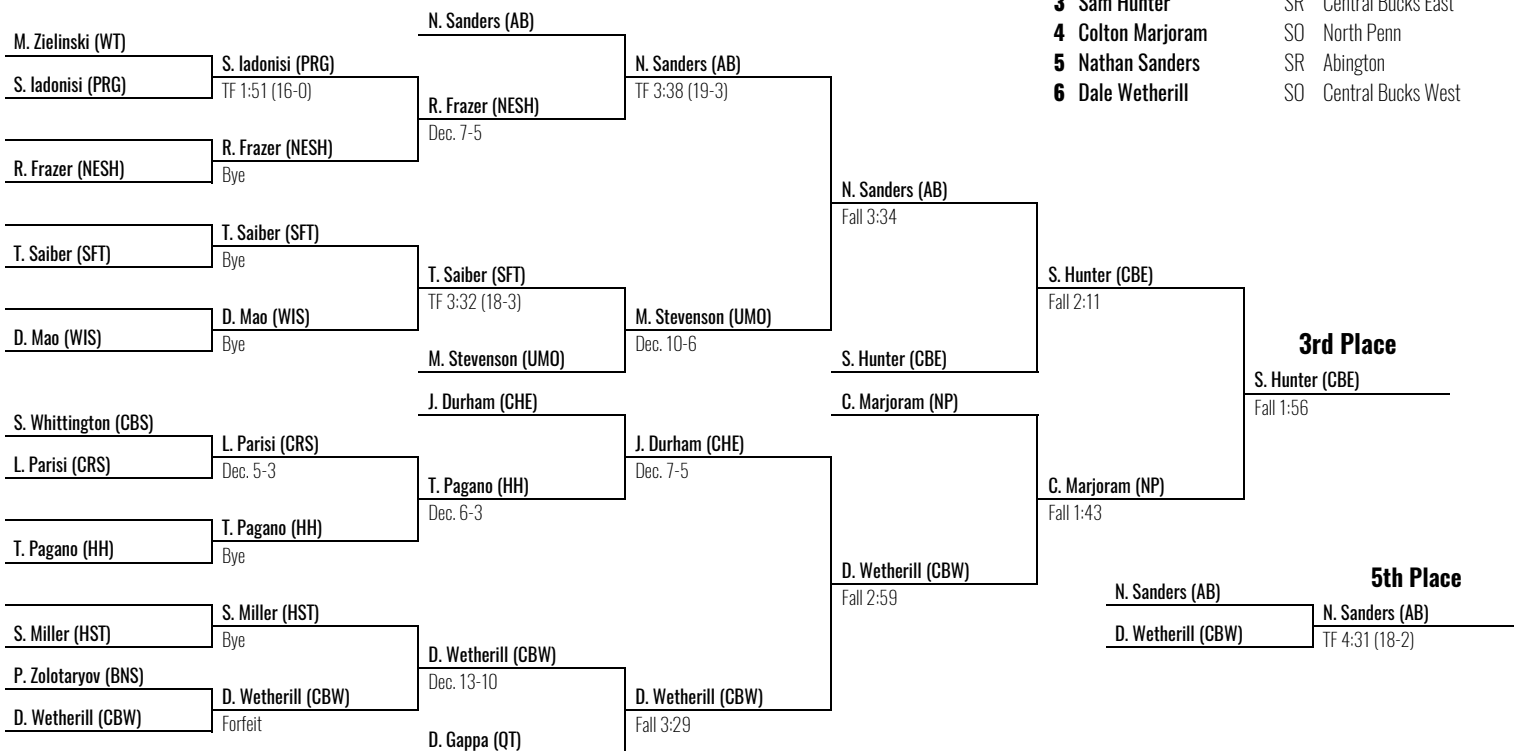 N. Sanders (AB)
M. Zielinski (WT)
S. Iadonisi (PRG)
S. Iadonisi (PRG)
TF 1:51 (16-0)
N. Sanders (AB)
TF 3:38 (19-3)
R. Frazer (NESH)
Dec. 7-5
R. Frazer (NESH)
R. Frazer (NESH)
Bye
N. Sanders (AB)
Fall 3:34
T. Saiber (SFT)
T. Saiber (SFT)
Bye
T. Saiber (SFT)
TF 3:32 (18-3)
D. Mao (WIS)
D. Mao (WIS)
Bye
M. Stevenson (UMO)
Dec. 10-6
M. Stevenson (UMO)
S. Hunter (CBE)
S. Hunter (CBE)
Fall 2:11
3rd Place
S. Hunter (CBE)
Fall 1:56
J. Durham (CHE)
C. Marjoram (NP)
S. Whittington (CBS)
L. Parisi (CRS)
L. Parisi (CRS)
Dec. 5-3
J. Durham (CHE)
Dec. 7-5
T. Pagano (HH)
Dec. 6-3
C. Marjoram (NP)
Fall 1:43
T. Pagano (HH)
T. Pagano (HH)
Bye
D. Wetherill (CBW)
Fall 2:59
S. Miller (HST)
S. Miller (HST)
Bye
P. Zolotaryov (BNS)
D. Wetherill (CBW)
D. Wetherill (CBW)
Forfeit
D. Wetherill (CBW)
Dec. 13-10
D. Wetherill (CBW)
Fall 3:29
D. Gappa (QT)
5th Place
N. Sanders (AB)
D. Wetherill (CBW)
N. Sanders (AB)
TF 4:31 (18-2)
3 Sam Hunter SR Central Bucks East
4 Colton Marjoram SO North Penn
5 Nathan Sanders SR Abington
6 Dale Wetherill SO Central Bucks West